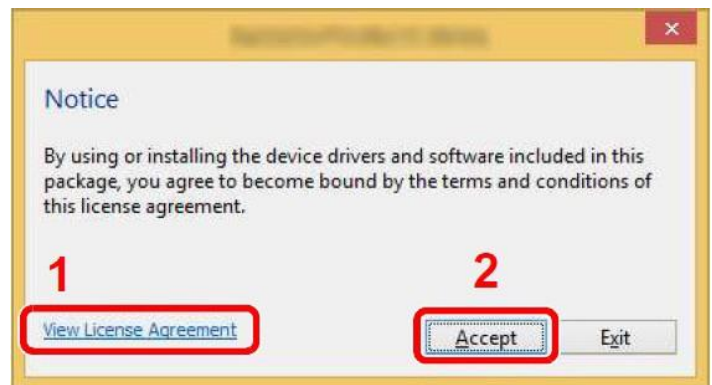 Notice
By using or installing the device drivers and software included in this
package, you agree to become bound by the terms and conditions of
this license agreement.
1
2
View License Agreement
Accept
Exit